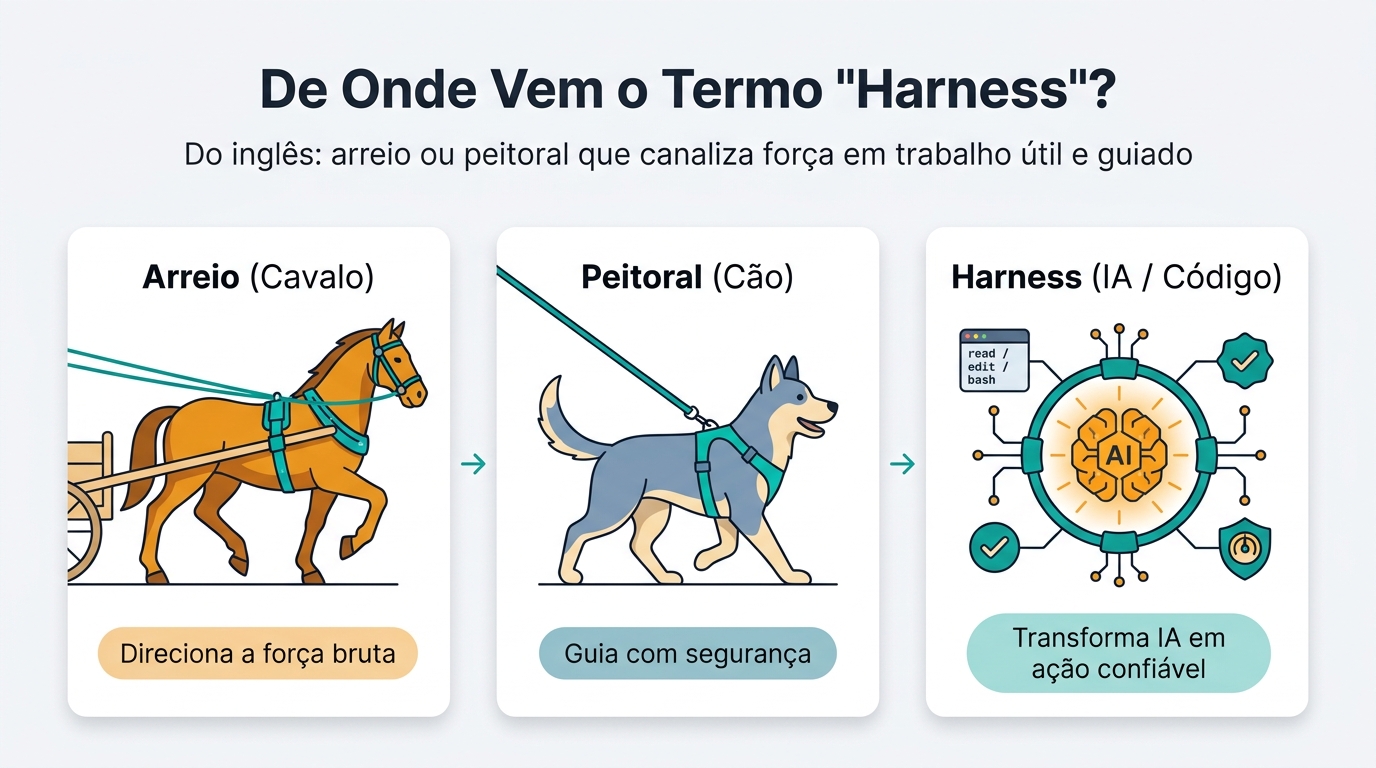 De Onde Vem o Termo "Harness"?
Do inglês: arreio ou peitoral que canaliza força em trabalho útil e guiado
Arreio (Cavalo)
Direciona a força bruta
Peitoral (Cão)
Guia com segurança
Harness (IA / Código)
read /
edit /
bash
AI
Transforma IA em
ação confiável